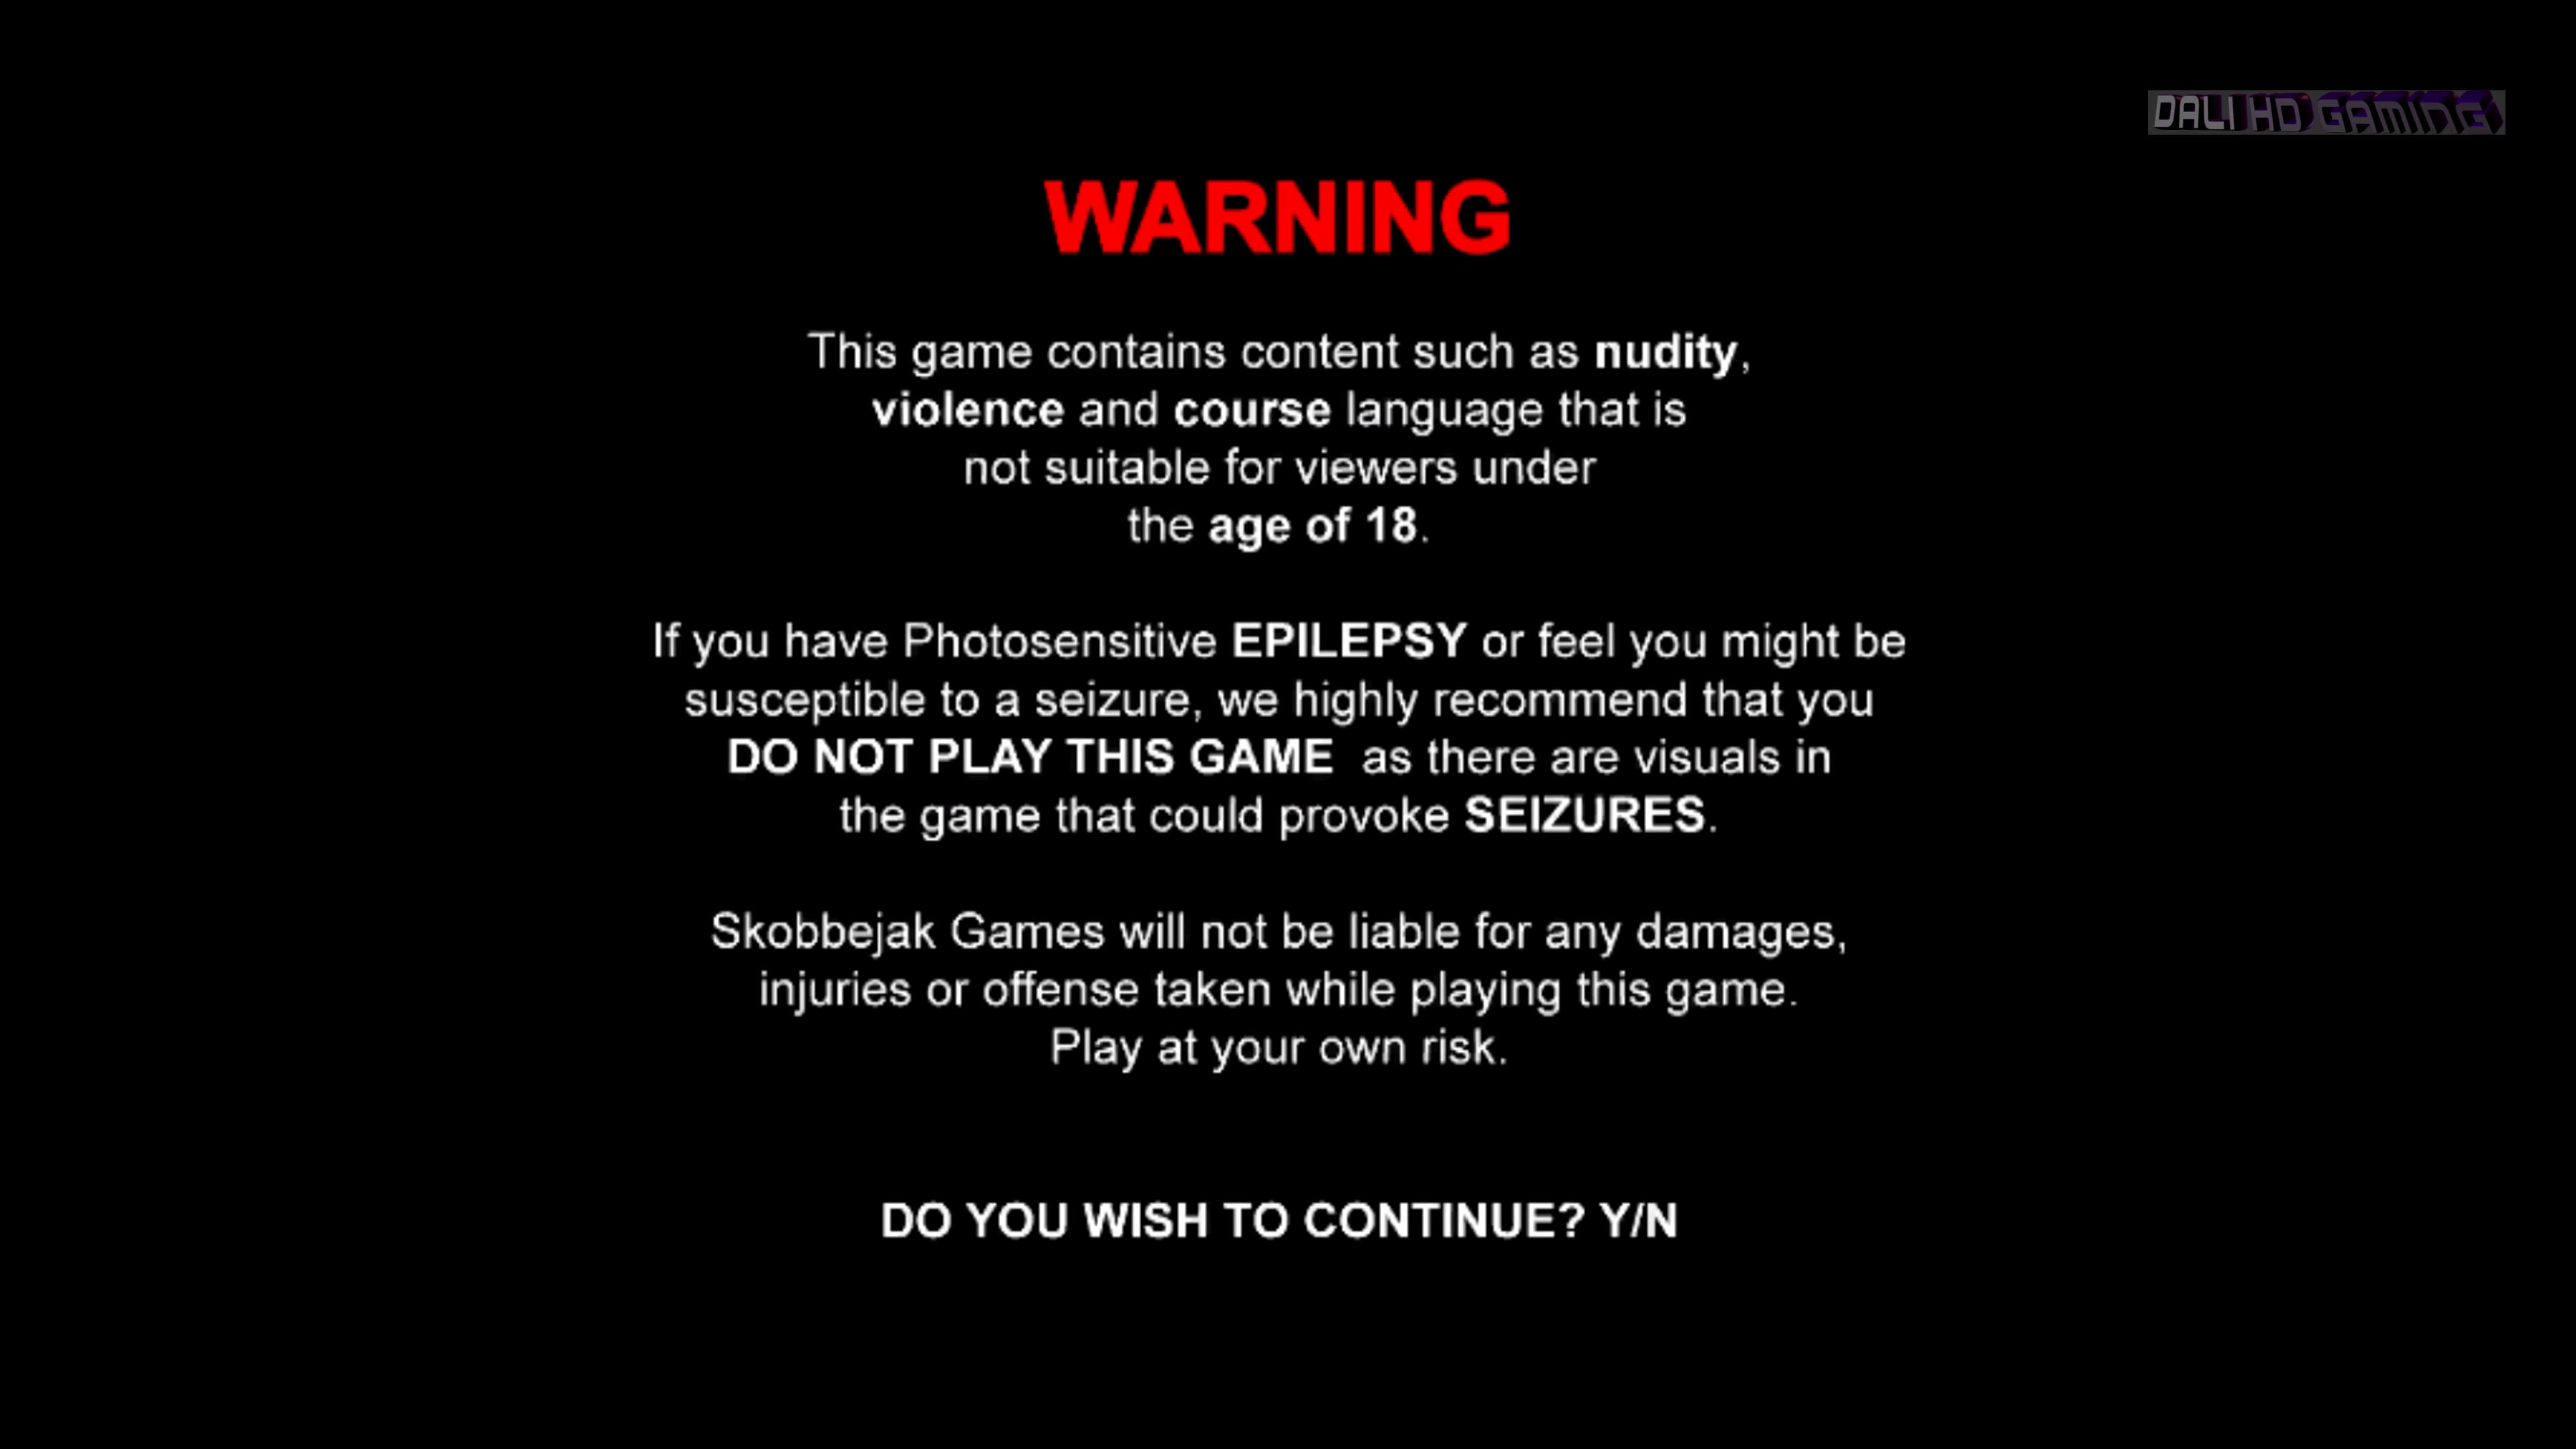 DALI HD GAMING
WARNING
This game contains content such as nudity,
violence and course language that is
not suitable for viewers under
the age of 18.
If you have Photosensitive EPILEPSY or feel you might be
susceptible to a seizure, we highly recommend that you
DO NOT PLAY THIS GAME as there are visuals in
the game that could provoke SEIZURES.
Skobbejak Games will not be liable for any damages,
injuries or offense taken while playing this game.
Play at your own risk.
DO YOU WISH TO CONTINUE? Y/N